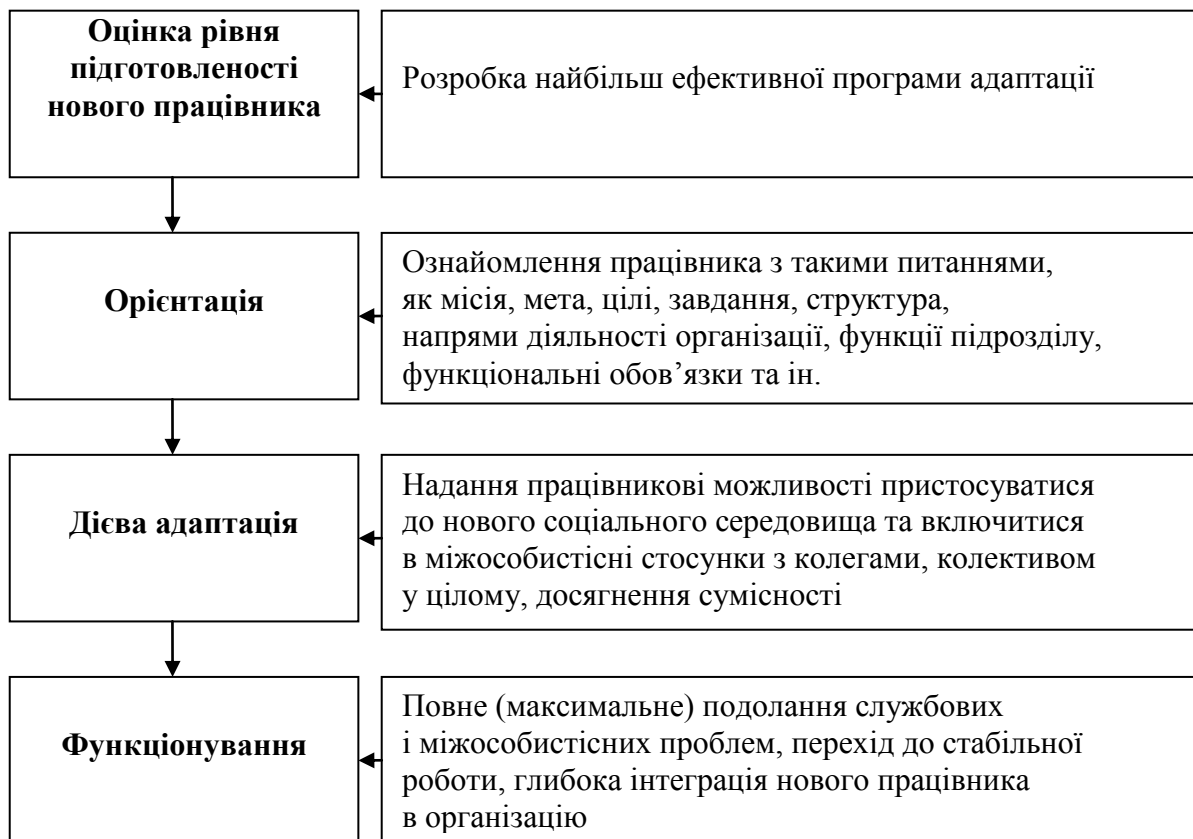 Оцінка рівня
підготовленості
нового працівника
Розробка найбільш ефективної програми адаптації
Орієнтація
Ознайомлення працівника з такими питаннями,
як місія, мета, цілі, завдання, структура,
напрями діяльності організації, функції підрозділу,
функціональні обов’язки та ін.
Дієва адаптація
Надання працівникові можливості пристосуватися
до нового соціального середовища та включитися
в міжособистісні стосунки з колегами, колективом
у цілому, досягнення сумісності
Функціонування
Повне (максимальне) подолання службових
і міжособистісних проблем, перехід до стабільної
роботи, глибока інтеграція нового працівника
в організацію